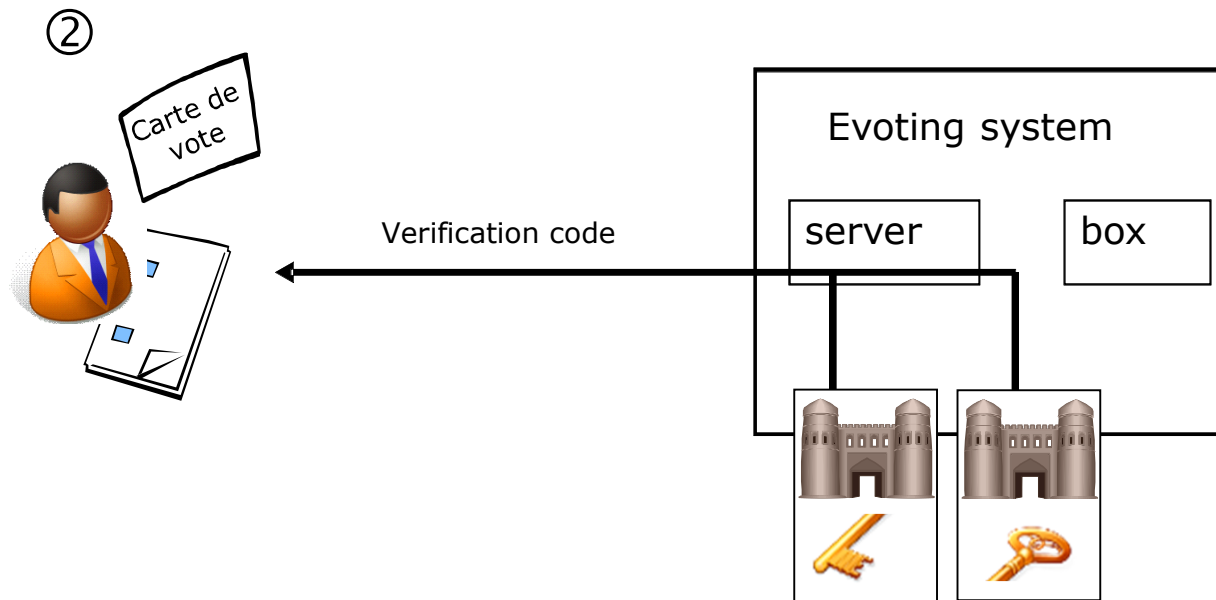 ②
Carte de
vote
Evoting system
Verification code
server
box